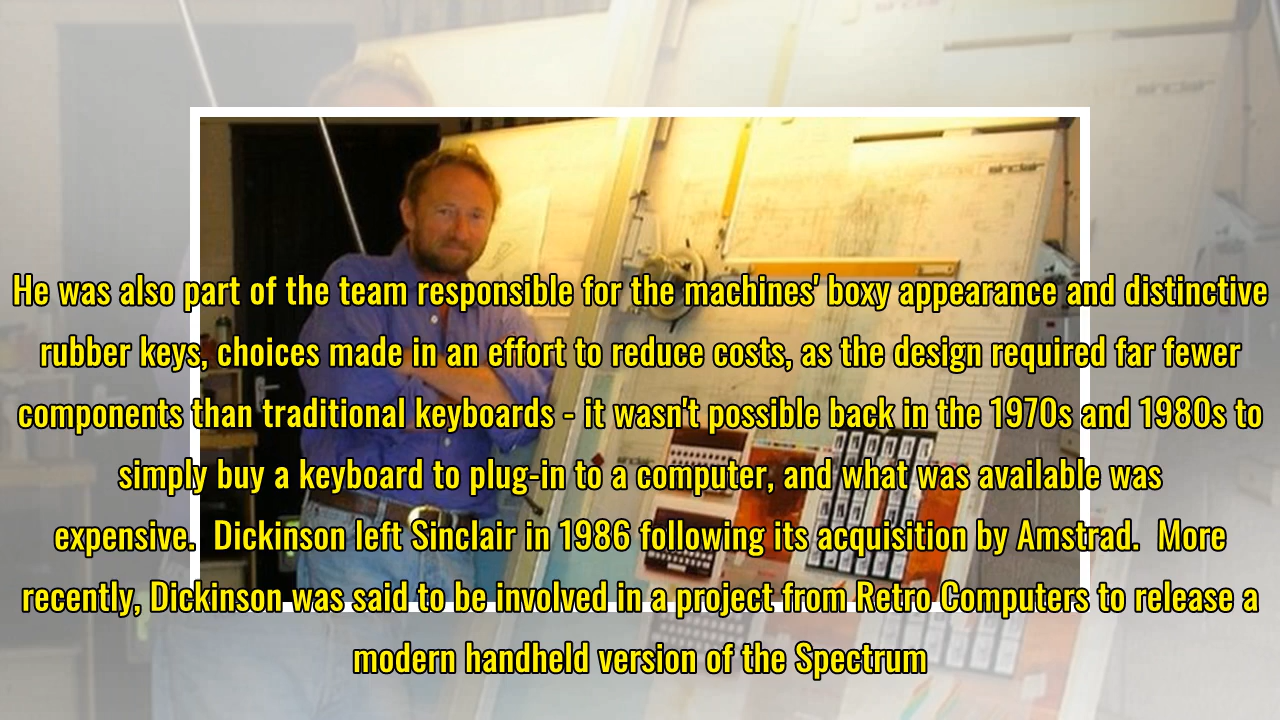 sinclair
sinclair
He was also part of the team responsible for the machines' boxy appearance and distinctive
rubber keys, choices made in an effort to reduce costs, as the design required far fewer
components than traditional keyboards - it wasn't possible back in the 1970s and 1980s to
simply buy a keyboard to plug-in to a computer, and what was available was
expensive.  Dickinson left Sinclair in 1986 following its acquisition by Amstrad.  More
recently, Dickinson was said to be involved in a project from Retro Computers to release a
modern handheld version of the Spectrum